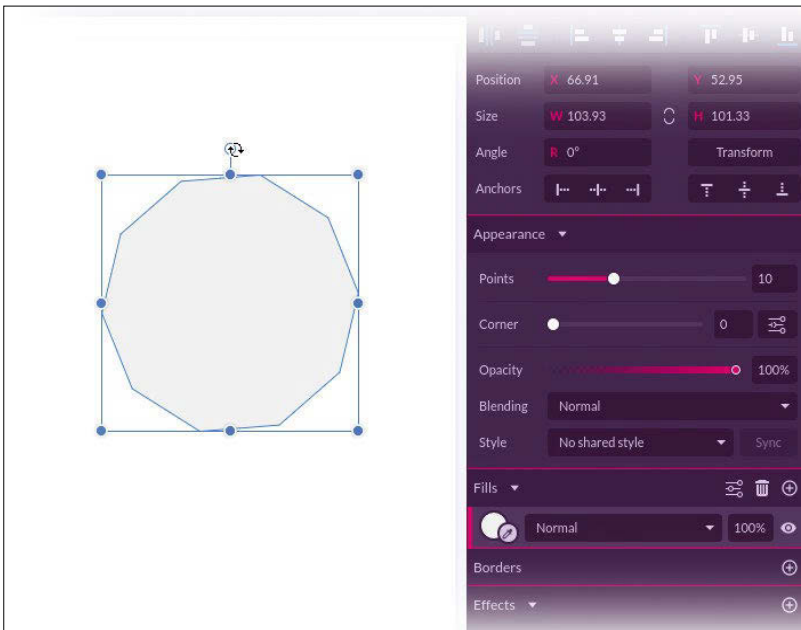 Position X 66.91 Y 52.95
Size W 103.93 H 101.33
Angle R 0° Transform
Anchors
Appearance
Points 10
Corner 0
Opacity 100%
Blending Normal
Style No shared style Sync
Fills
Normal 100%
Borders
Effects